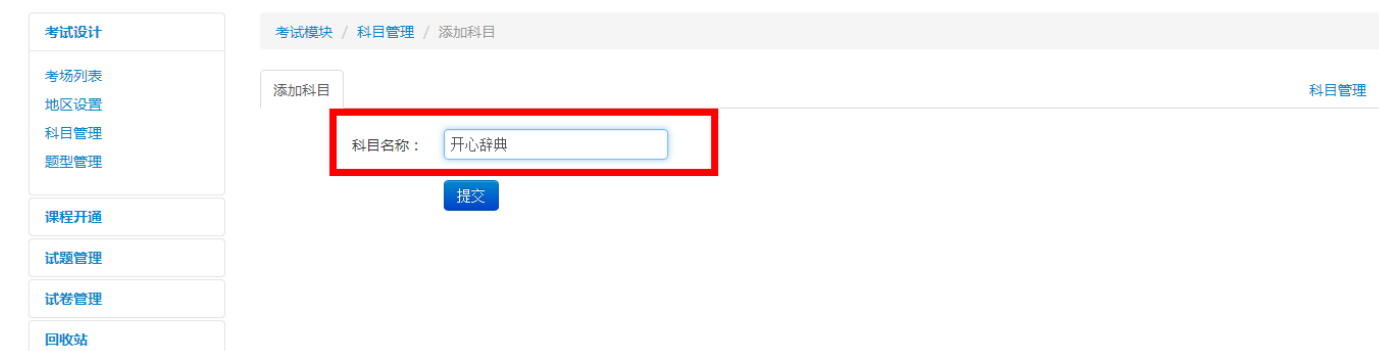 考试设计
考场列表
地区设置
科目管理
题型管理
课程开通
试题管理
试卷管理
回收站
考试模块 / 科目管理 / 添加科目
添加科目
科目管理
科目名称：
开心辞典
提交